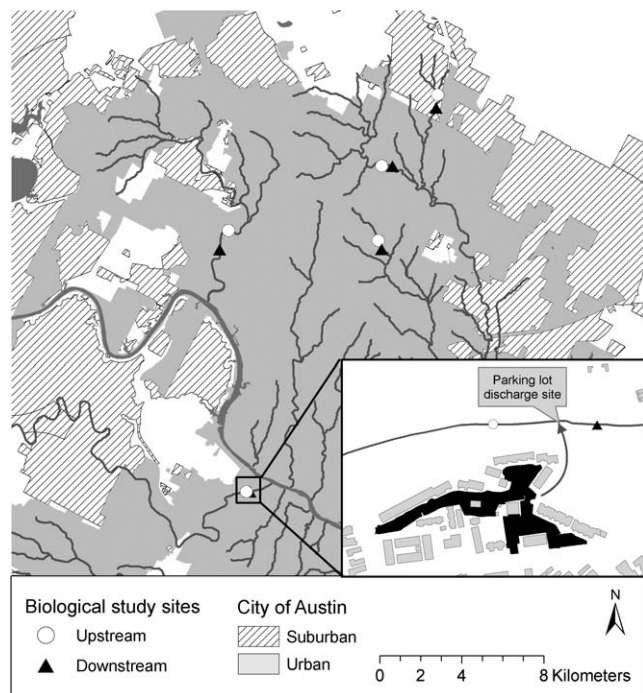 Parking lot
discharge site
Biological study sites
Upstream
Downstream
City of Austin
Suburban
Urban
N
0 2 4 6 8 Kilometers